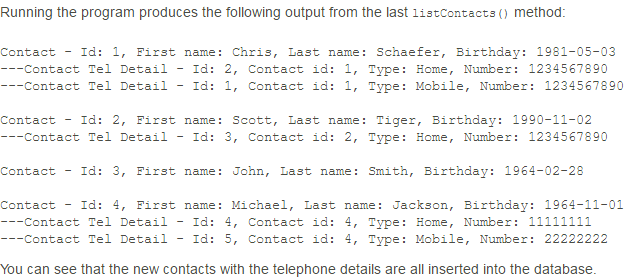 Running the program produces the following output from the last listContacts() method:
Contact - Id: 1, First name: Chris, Last name: Schaefer, Birthday: 1981-05-03
---Contact Tel Detail - Id: 2, Contact id: 1, Type: Home, Number: 1234567890
---Contact Tel Detail - Id: 1, Contact id: 1, Type: Mobile, Number: 1234567890
Contact - Id: 2, First name: Scott, Last name: Tiger, Birthday: 1990-11-02
---Contact Tel Detail - Id: 3, Contact id: 2, Type: Home, Number: 1234567890
Contact - Id: 3, First name: John, Last name: Smith, Birthday: 1964-02-28
Contact - Id: 4, First name: Michael, Last name: Jackson, Birthday: 1964-11-01
---Contact Tel Detail - Id: 4, Contact id: 4, Type: Home, Number: 11111111
---Contact Tel Detail - Id: 5, Contact id: 4, Type: Mobile, Number: 22222222
You can see that the new contacts with the telephone details are all inserted into the database.